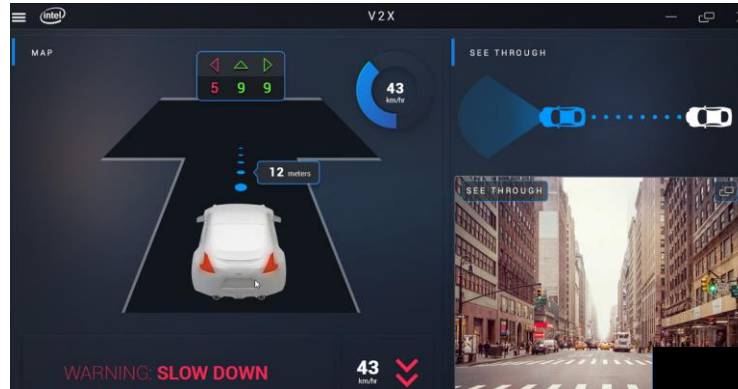 intel
V2X
MAP
5 9 9
43
km/hr
12 meters
WARNING: SLOW DOWN
43
km/hr
SEE THROUGH
SEE THROUGH